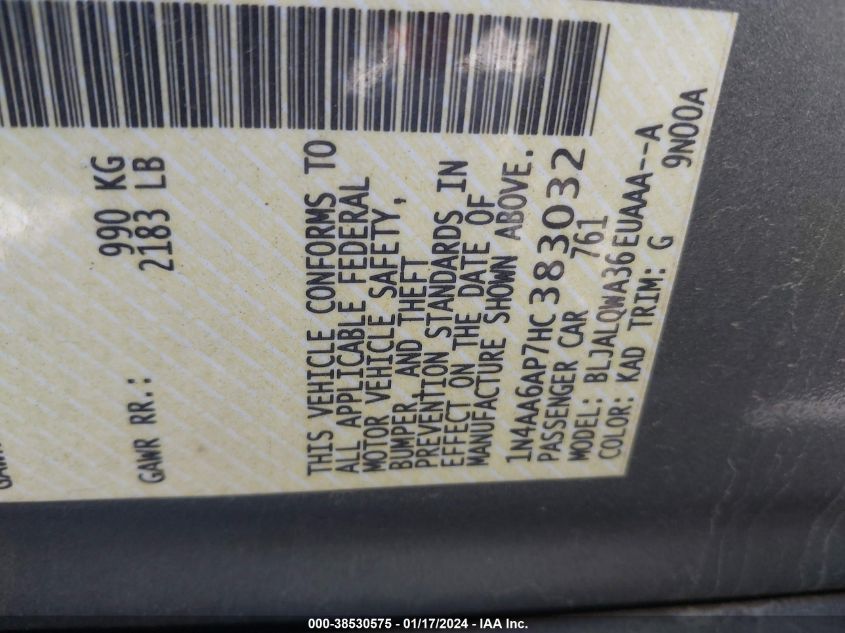 GAWR RR.: 990 KG
2183 LB
THIS VEHICLE CONFORMS TO
ALL APPLICABLE FEDERAL
MOTOR VEHICLE SAFETY,
BUMPER, AND THEFT
PREVENTION STANDARDS IN
EFFECT ON THE DATE OF
MANUFACTURE SHOWN ABOVE.
1N4AA6AP7HC383032
PASSENGER CAR 761
MODEL: BLJALQWA36EUAAA--A
COLOR: KAD TRIM: G 9N00A
000-38530575 - 01/17/2024 - IAA Inc.